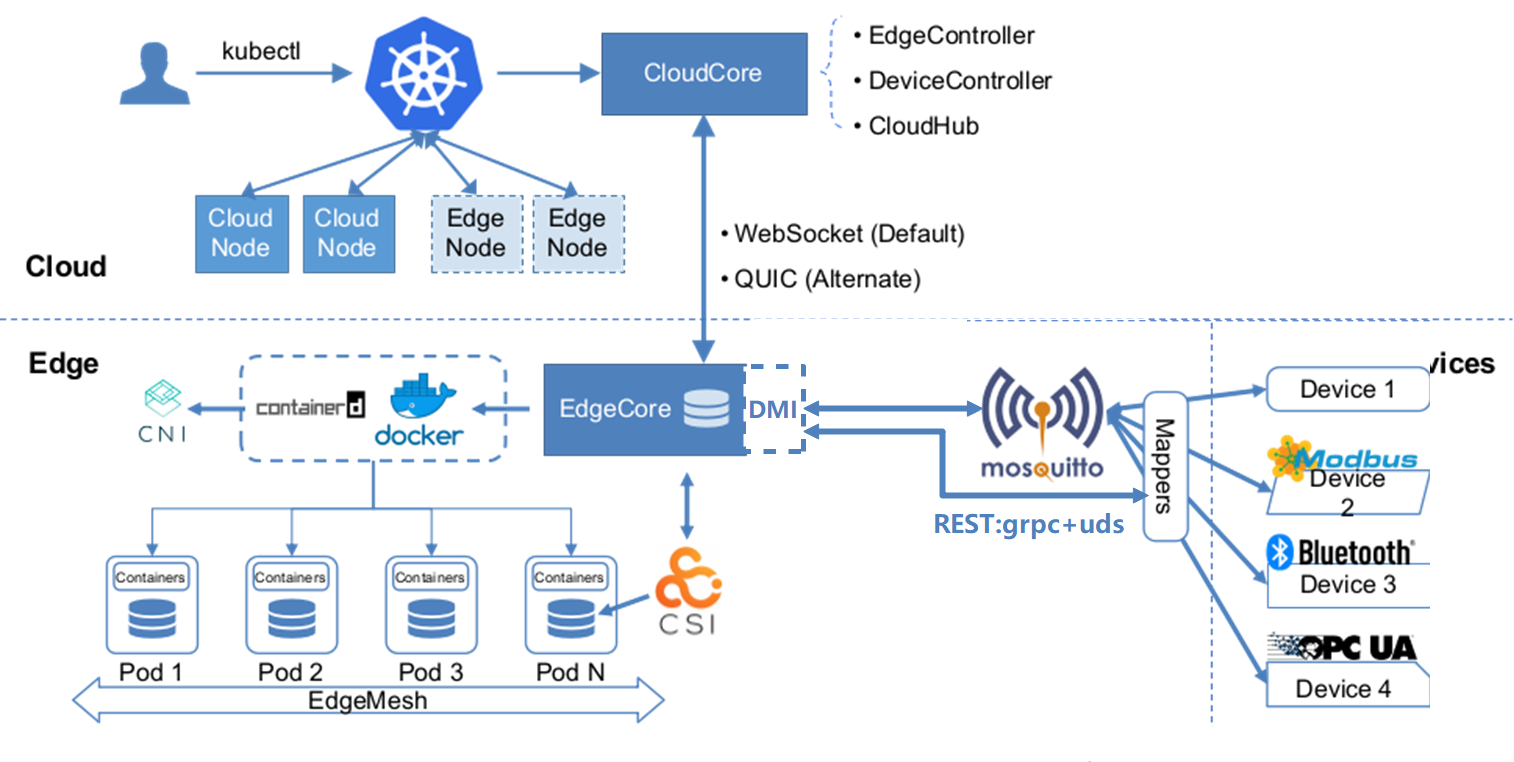 kubectl
CloudCore
• EdgeController
• DeviceController
• CloudHub
Cloud
Node
Cloud
Node
Edge
Node
Edge
Node
Cloud
• WebSocket (Default)
• QUIC (Alternate)
Edge
vices
CNI
containerd
docker
EdgeCore
DMI
mosquitto
Mappers
REST:grpc+uds
Device 1
Modbus
Device
2
Bluetooth
Device 3
OPC UA
Device 4
Containers
Containers
Containers
Containers
CSI
Pod 1
Pod 2
Pod 3
Pod N
EdgeMesh